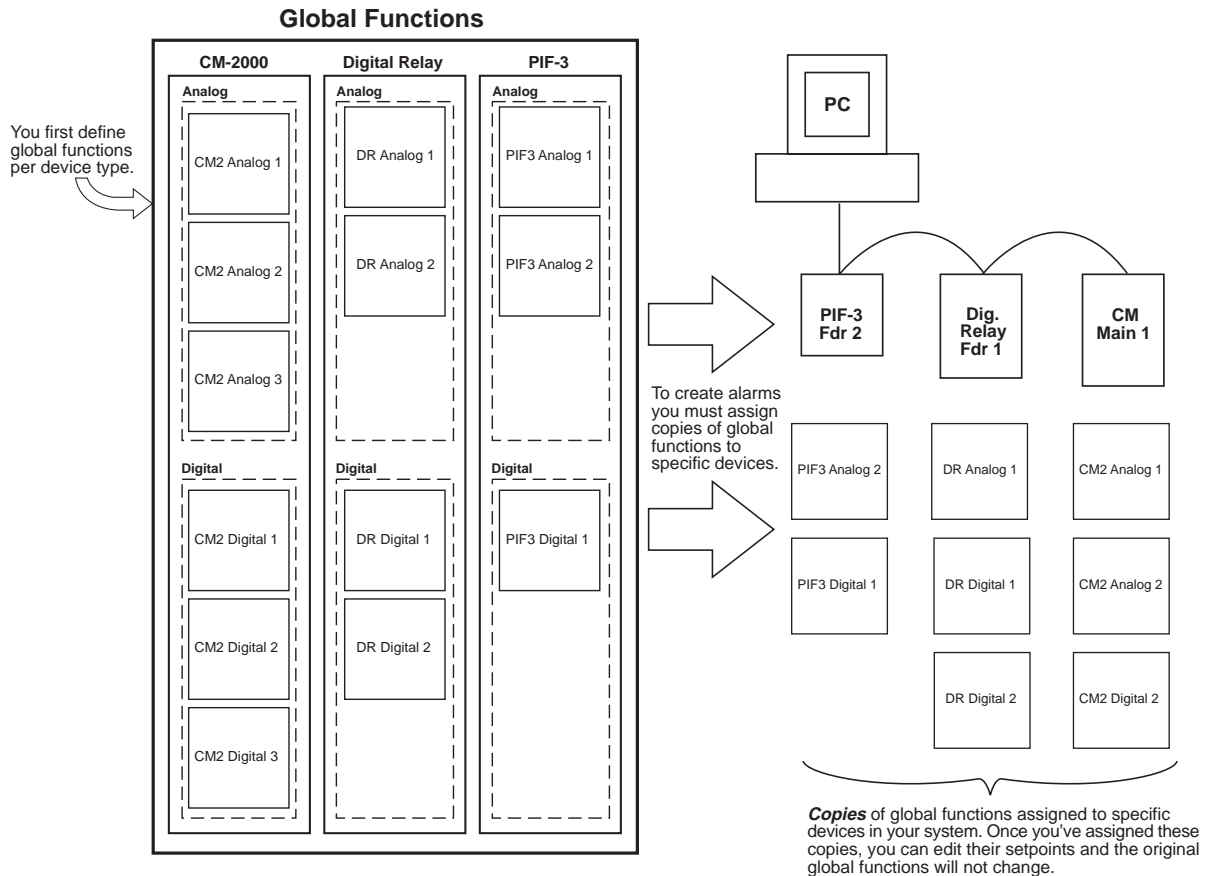 Global Functions
CM-2000
Digital Relay
PIF-3
You first define
global functions
per device type.
Analog
CM2 Analog 1
CM2 Analog 2
CM2 Analog 3
Digital
CM2 Digital 1
CM2 Digital 2
CM2 Digital 3
Analog
DR Analog 1
DR Analog 2
Digital
DR Digital 1
DR Digital 2
Analog
PIF3 Analog 1
PIF3 Analog 2
Digital
PIF3 Digital 1
To create alarms
you must assign
copies of global
functions to
specific devices.
PC
PIF-3
Fdr 2
Dig.
Relay
Fdr 1
CM
Main 1
PIF3 Analog 2
PIF3 Digital 1
DR Analog 1
DR Digital 1
DR Digital 2
CM2 Analog 1
CM2 Analog 2
CM2 Digital 2
Copies of global functions assigned to specific
devices in your system. Once you've assigned these
copies, you can edit their setpoints and the original
global functions will not change.